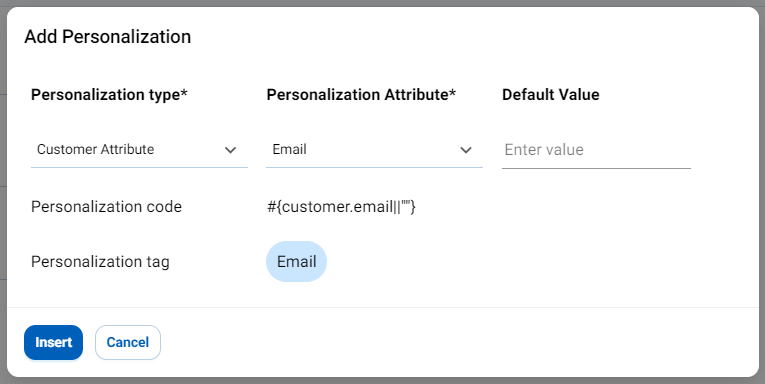 Add Personalization
Personalization type* Personalization Attribute* Default Value
Customer Attribute Email Enter value
Personalization code #{customer.email||""}
Personalization tag Email
Insert Cancel